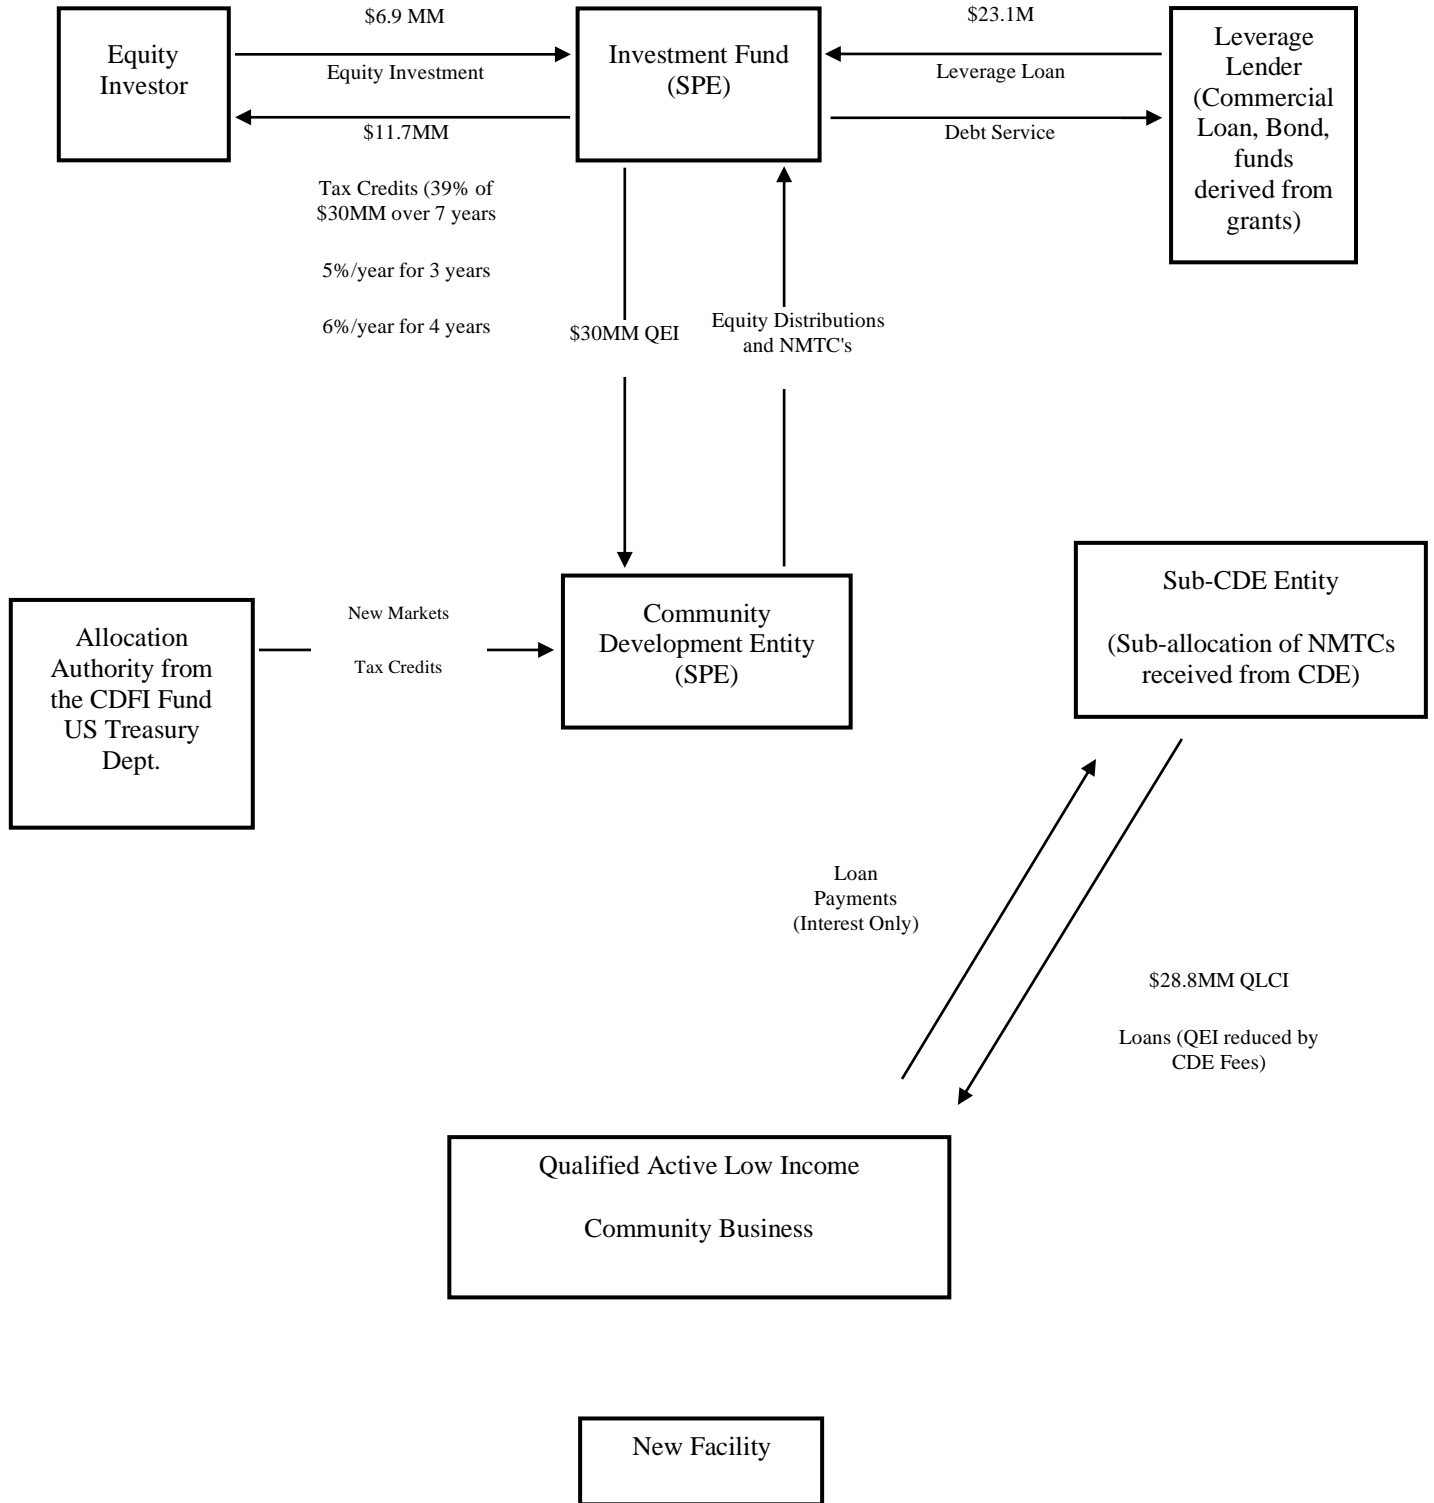 $6.9 MM
$23.1M
Equity
Investor
Equity Investment
Investment Fund
(SPE)
Leverage Loan
Leverage
Lender
(Commercial
Loan, Bond,
funds
derived from
grants)
$11.7MM
Debt Service
Tax Credits (39% of
$30MM over 7 years
5%/year for 3 years
6%/year for 4 years
$30MM QEI
Equity Distributions
and NMTC's
Allocation
Authority from
the CDFI Fund
US Treasury
Dept.
New Markets
Tax Credits
Community
Development Entity
(SPE)
Sub-CDE Entity
(Sub-allocation of NMTCs
received from CDE)
Loan
Payments
(Interest Only)
$28.8MM QLCI
Loans (QEI reduced by
CDE Fees)
Qualified Active Low Income
Community Business
New Facility